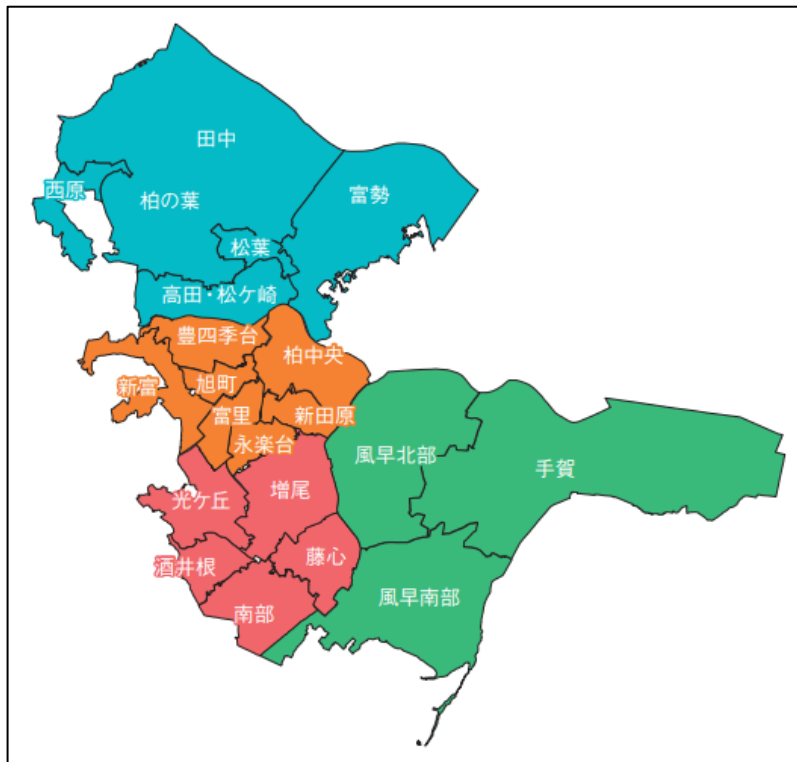 田中
西原
柏の葉
富勢
松葉
高田・松ケ崎
豊四季台
柏中央
新富
旭町
富里
新田原
永楽台
風早北部
手賀
光ケ丘
増尾
藤心
酒井根
南部
風早南部